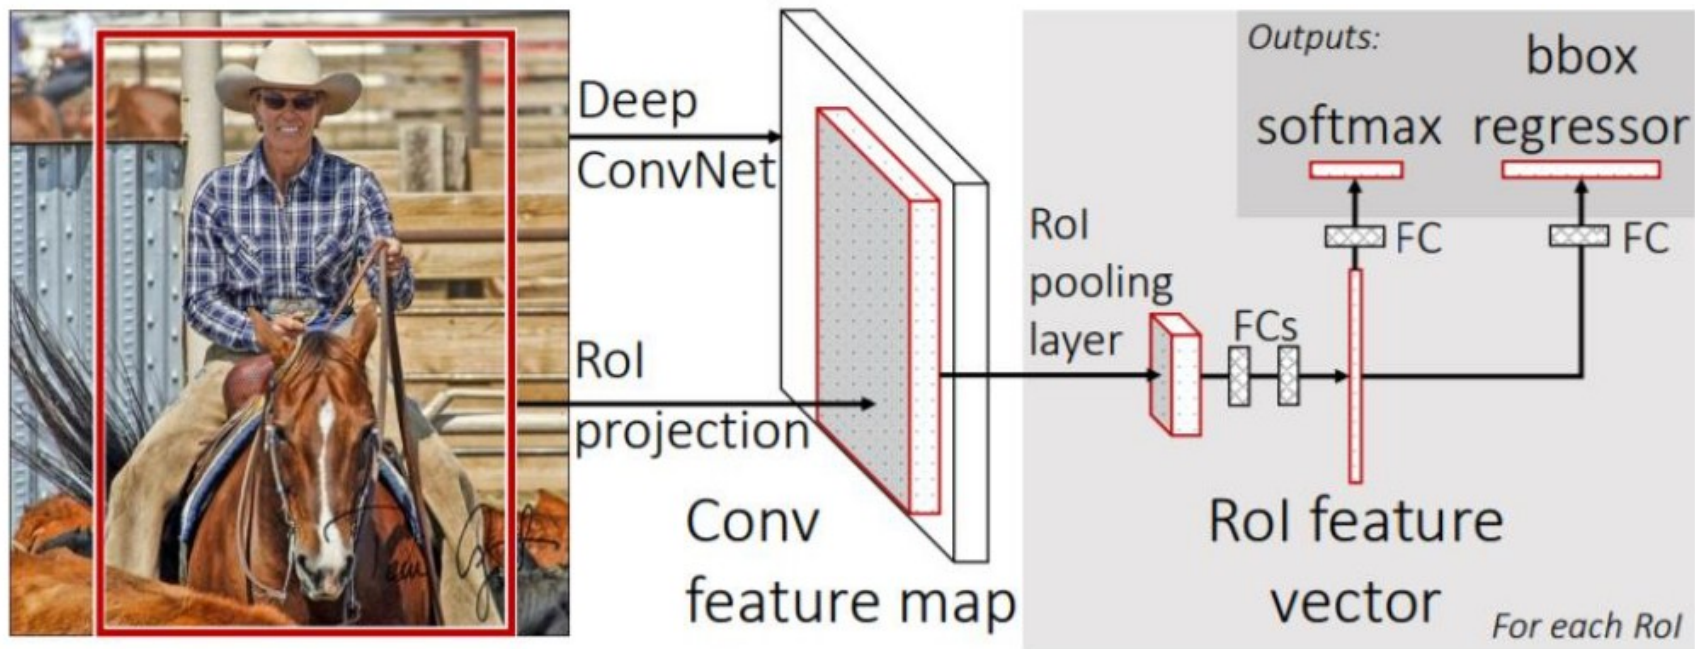 Deep
ConvNet
RoI
projection
Conv
feature map
RoI
pooling
layer
FCs
RoI feature
vector
For each RoI
Outputs:
softmax
bbox
regressor
FC
FC